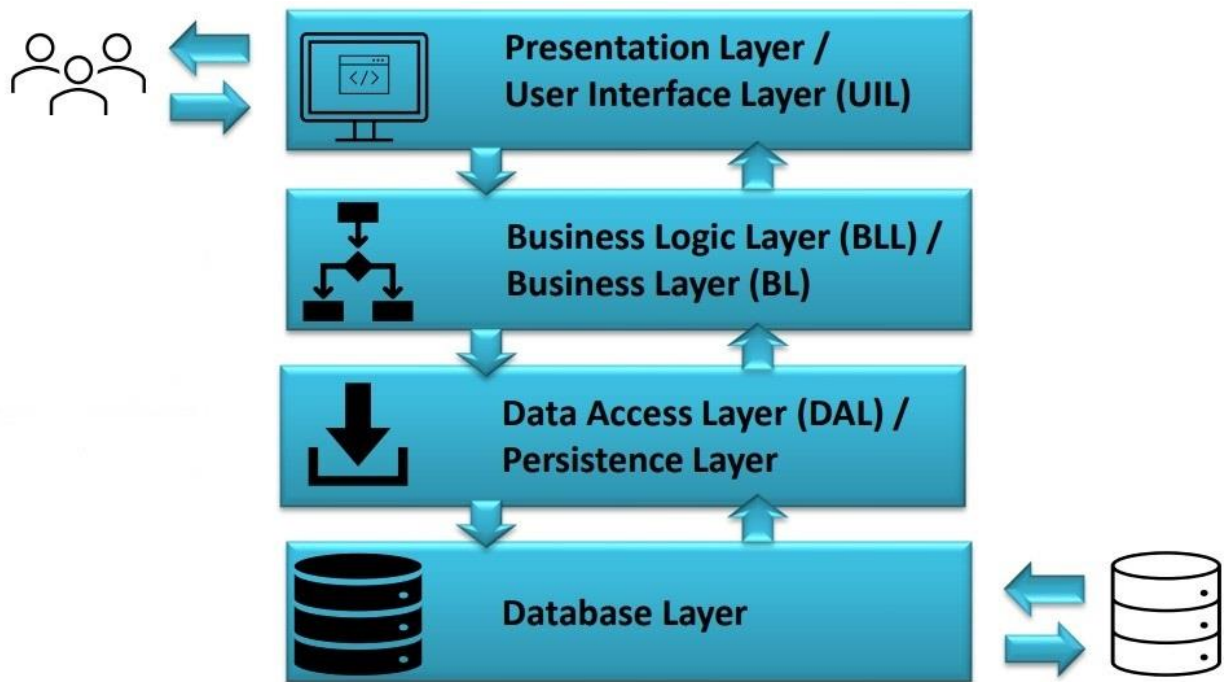 </>
Presentation Layer /
User Interface Layer (UIL)
Business Logic Layer (BLL) /
Business Layer (BL)
Data Access Layer (DAL) /
Persistence Layer
Database Layer